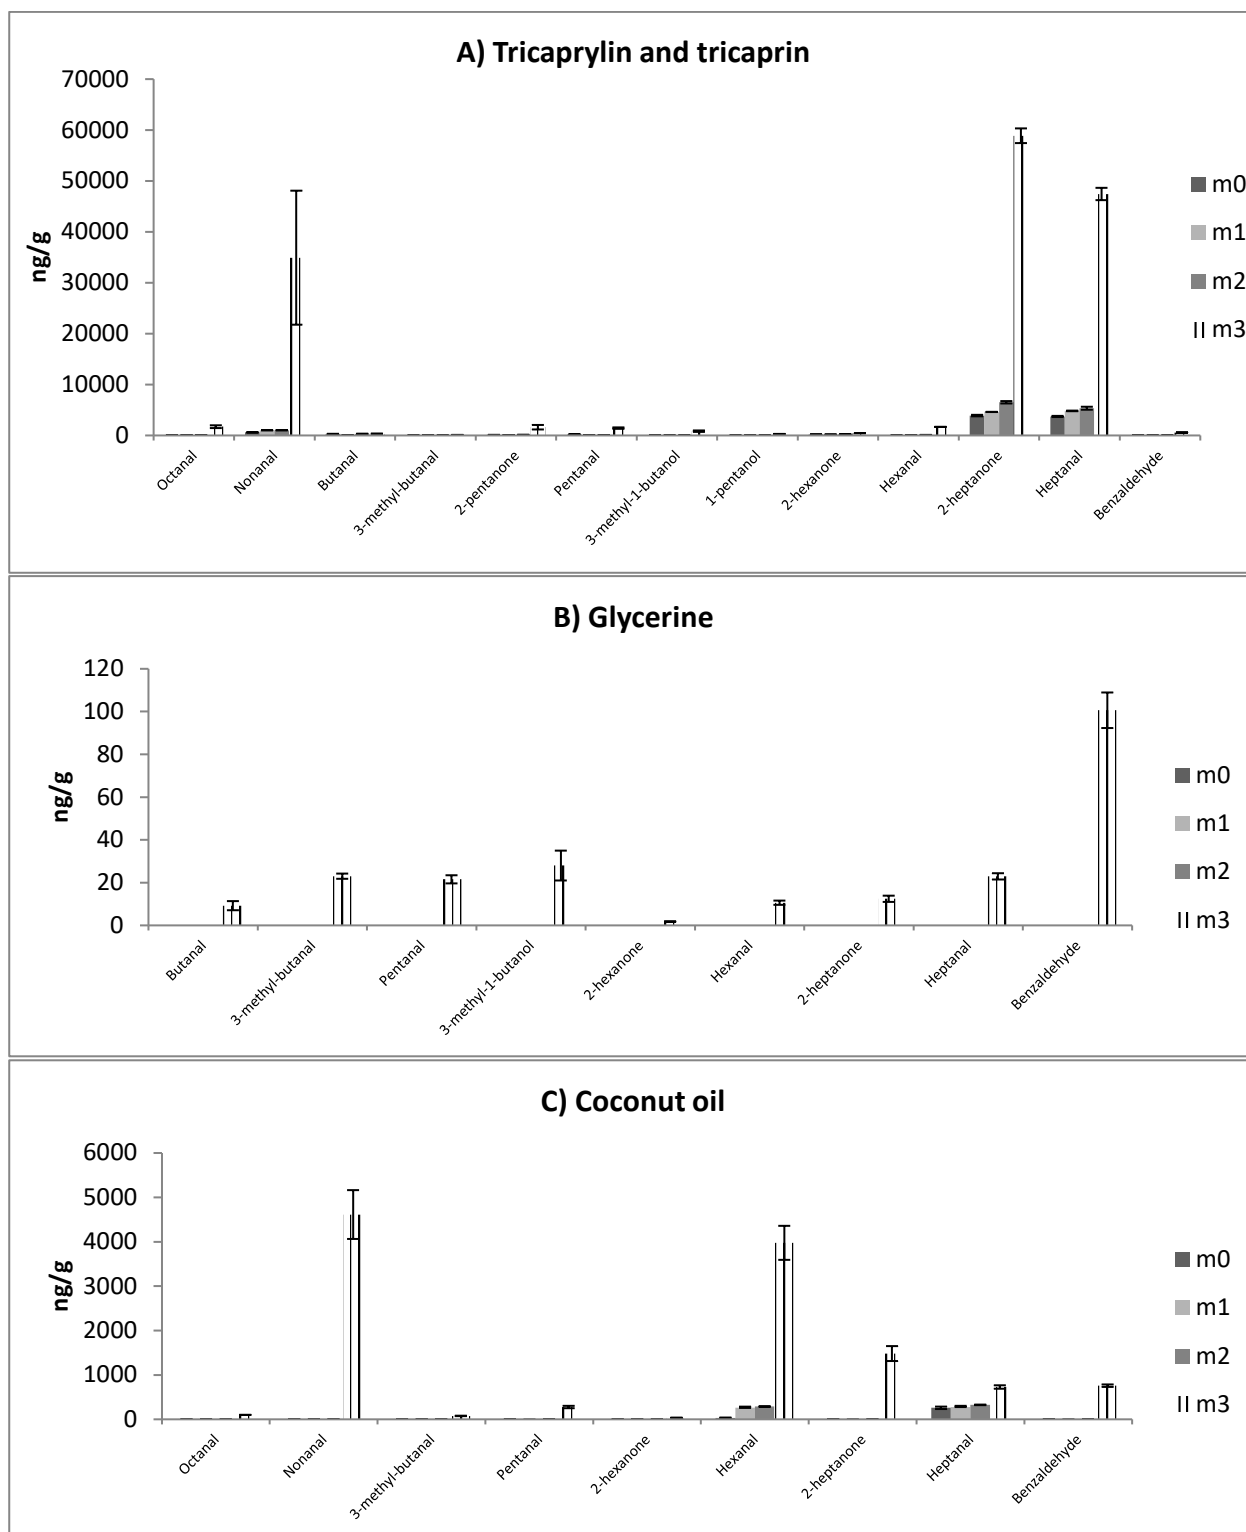 A) Tricaprylin and tricaprin
70000
60000
50000
40000
30000
20000
10000
0
ng/g
m0
m1
m2
m3
Octanal
Nonanal
Butanal
3-methyl-butanal
2-pentanone
Pentanal
3-methyl-1-butanol
1-pentanol
2-hexanone
Hexanal
2-heptanone
Heptanal
Benzaldehyde
B) Glycerine
120
100
80
60
40
20
0
ng/g
m0
m1
m2
m3
Butanal
3-methyl-butanal
Pentanal
3-methyl-1-butanol
2-hexanone
Hexanal
2-heptanone
Heptanal
Benzaldehyde
C) Coconut oil
6000
5000
4000
3000
2000
1000
0
ng/g
m0
m1
m2
m3
Octanal
Nonanal
3-methyl-butanal
Pentanal
2-hexanone
Hexanal
2-heptanone
Heptanal
Benzaldehyde